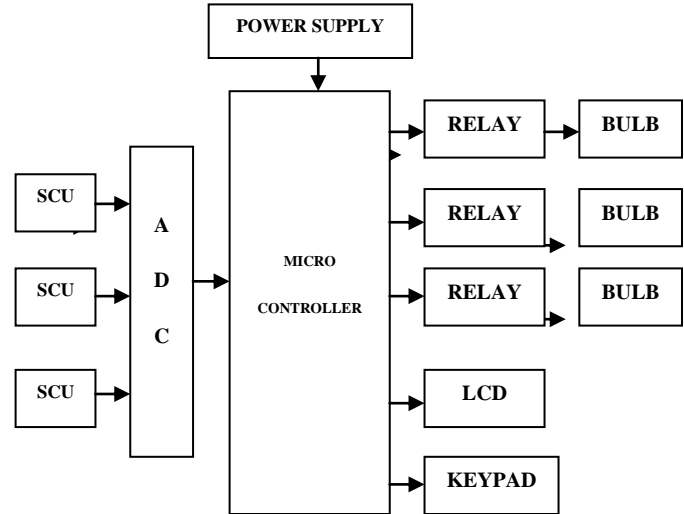 POWER SUPPLY
RELAY
BULB
SCU
A
RELAY
BULB
D
MICRO
SCU
CONTROLLER
RELAY
BULB
C
SCU
LCD
KEYPAD